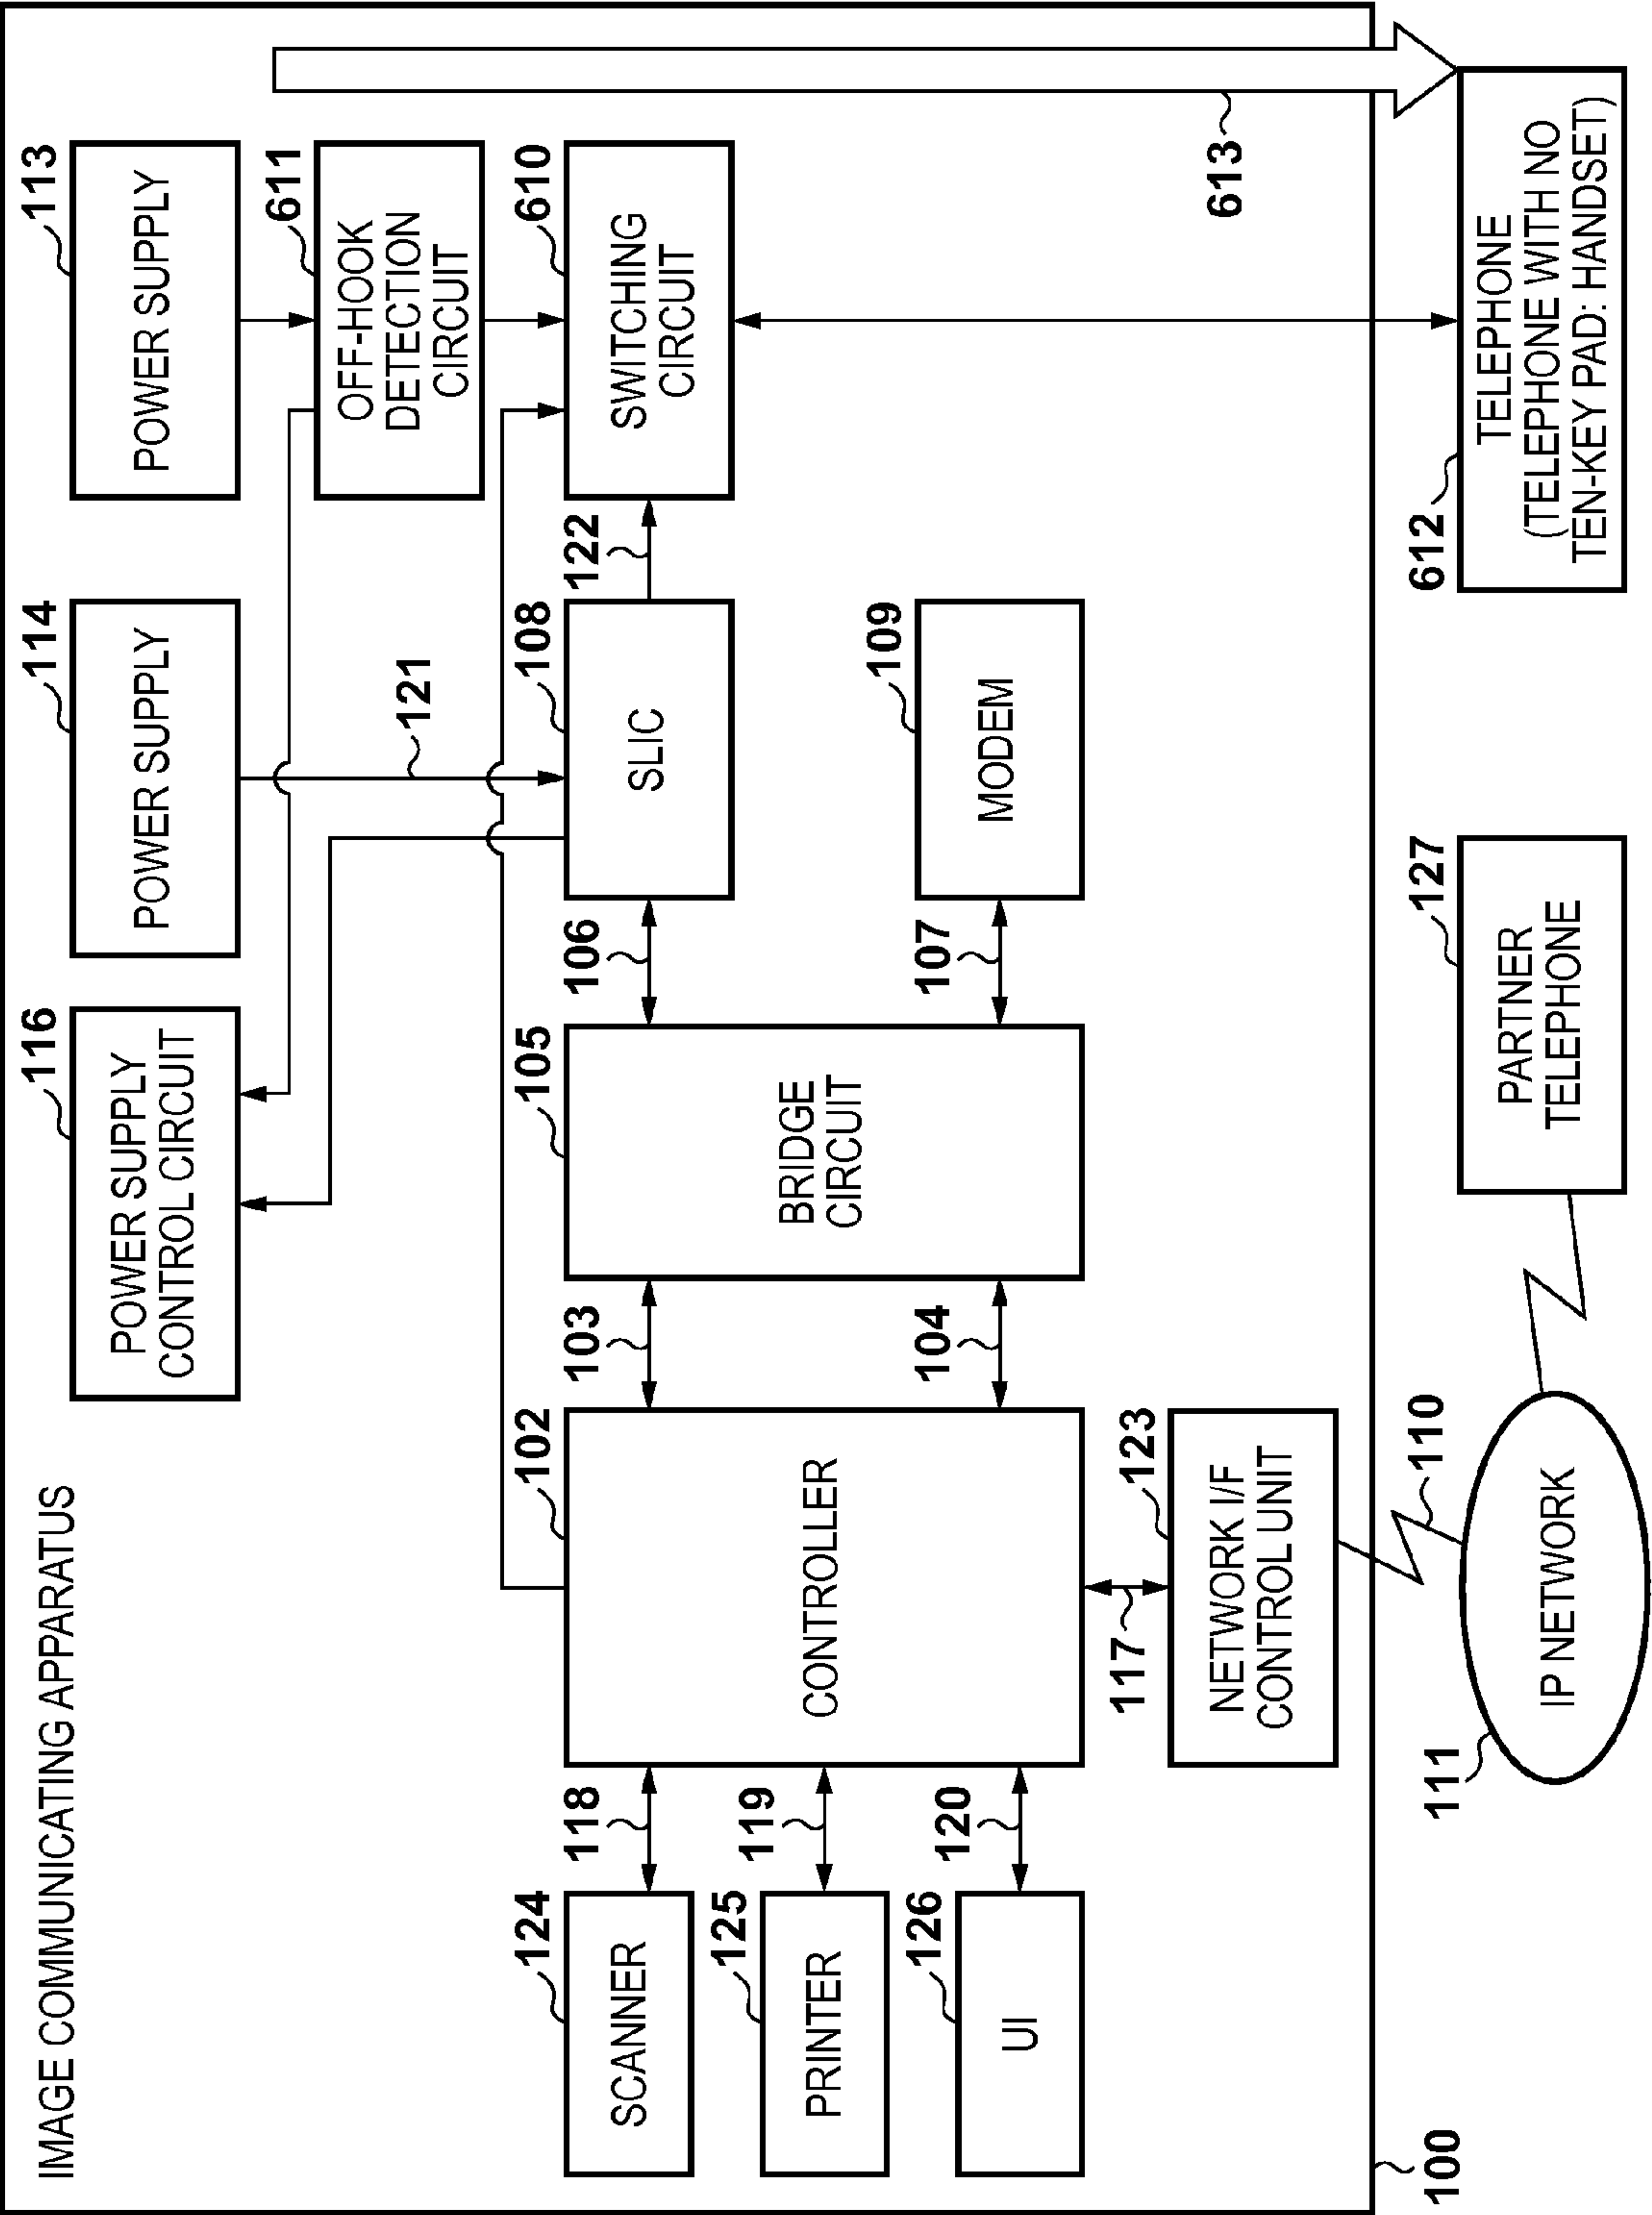 IMAGE COMMUNICATING APPARATUS
116
POWER SUPPLY
CONTROL CIRCUIT
114
POWER SUPPLY
113
POWER SUPPLY
121
611
OFF-HOOK
DETECTION
CIRCUIT
124
SCANNER
118
102
CONTROLLER
103
105
BRIDGE
CIRCUIT
106
108
SLIC
122
610
SWITCHING
CIRCUIT
125
PRINTER
119
126
UI
120
104
107
109
MODEM
117
123
NETWORK I/F
CONTROL UNIT
613
100
111
IP NETWORK
110
127
PARTNER
TELEPHONE
612
TELEPHONE
(TELEPHONE WITH NO
TEN-KEY PAD: HANDSET)